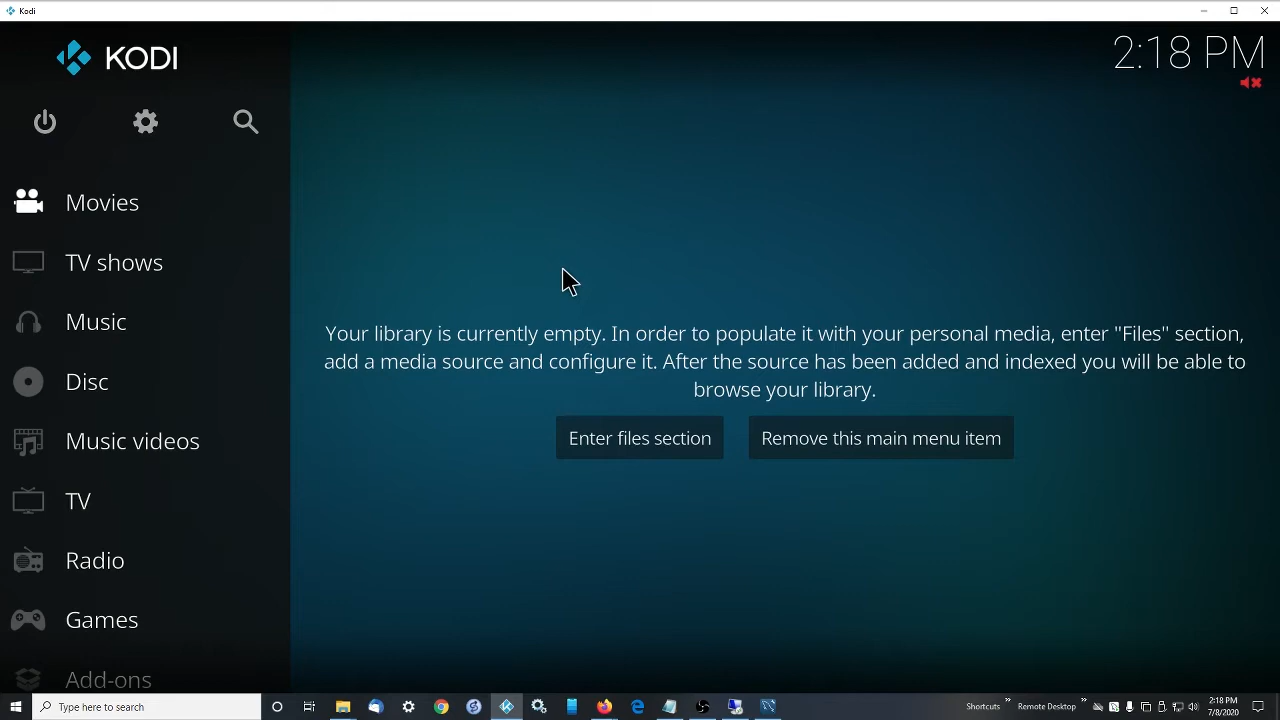 Kodi
KODI
2:18 PM
Movies
TV shows
Music
Disc
Music videos
TV
Radio
Games
Add-ons
Your library is currently empty. In order to populate it with your personal media, enter "Files" section,
add a media source and configure it. After the source has been added and indexed you will be able to
browse your library.
Enter files section
Remove this main menu item
Type here to search
Shortcuts
Remote Desktop
2:18 PM
7/8/2020